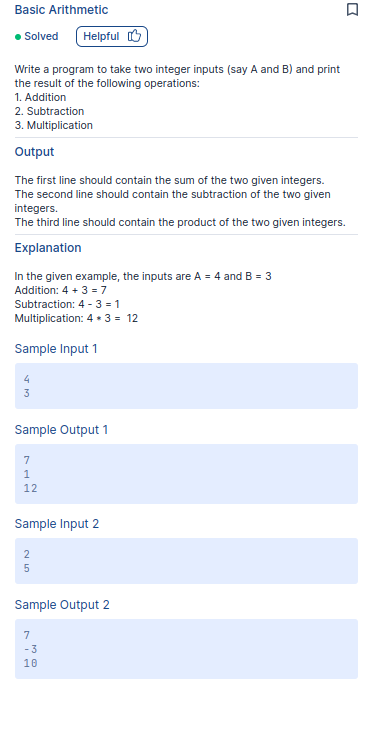 Basic Arithmetic
Solved Helpful
Write a program to take two integer inputs (say A and B) and print
the result of the following operations:
1. Addition
2. Subtraction
3. Multiplication
Output
The first line should contain the sum of the two given integers.
The second line should contain the subtraction of the two given
integers.
The third line should contain the product of the two given integers.
Explanation
In the given example, the inputs are A = 4 and B = 3
Addition: 4 + 3 = 7
Subtraction: 4 - 3 = 1
Multiplication: 4 * 3 = 12
Sample Input 1
4
3
Sample Output 1
7
1
12
Sample Input 2
2
5
Sample Output 2
7
-3
10